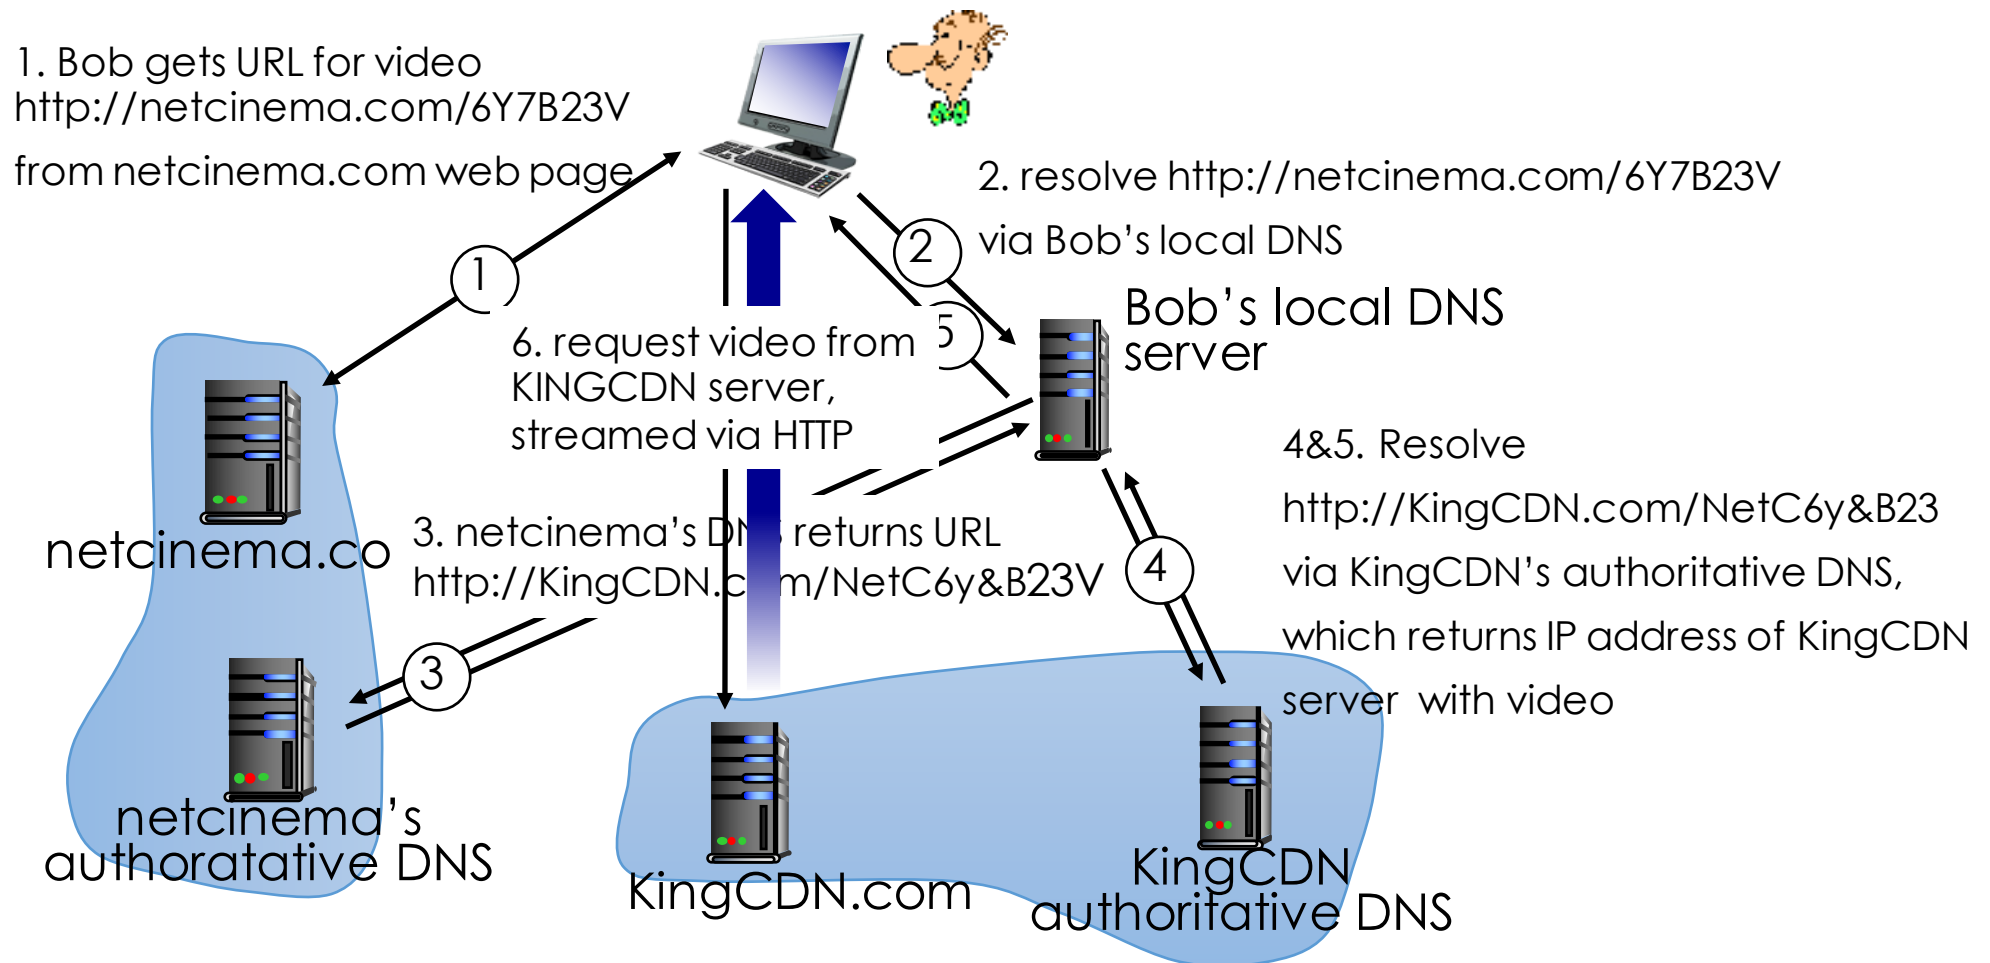 1. Bob gets URL for video
http://netcinema.com/6Y7B23V
from netcinema.com web page
2. resolve http://netcinema.com/6Y7B23V
via Bob's local DNS
1
2
5
Bob's local DNS
server
6. request video from
KINGCDN server,
streamed via HTTP
4&5. Resolve
http://KingCDN.com/NetC6y&B23
via KingCDN's authoritative DNS,
which returns IP address of KingCDN
server with video
netcinema.co
3. netcinema's DNS returns URL
http://KingCDN.com/NetC6y&B23V
4
3
netcinema's
authoratative DNS
KingCDN.com
KingCDN
authoritative DNS